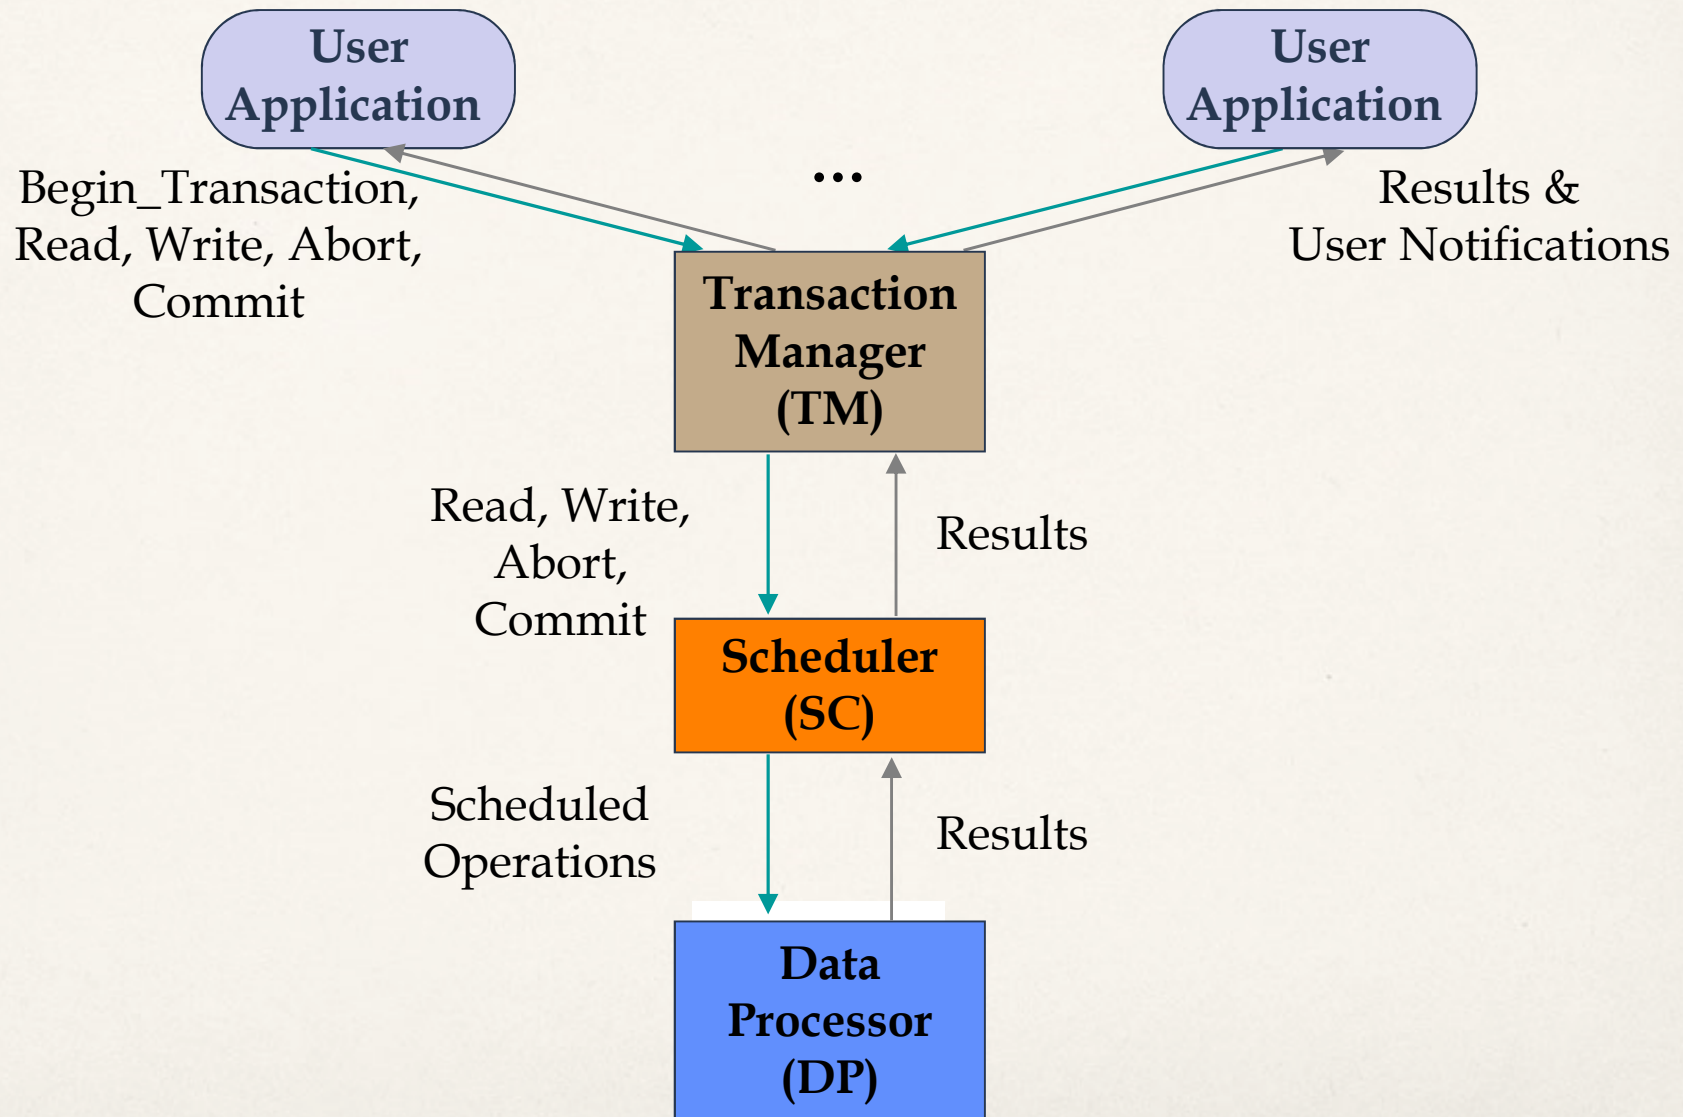 User
Application
User
Application
...
Begin_Transaction,
Read, Write, Abort,
Commit
Results &
User Notifications
Transaction
Manager
(TM)
Read, Write,
Abort,
Commit
Results
Scheduler
(SC)
Scheduled
Operations
Results
Data
Processor
(DP)